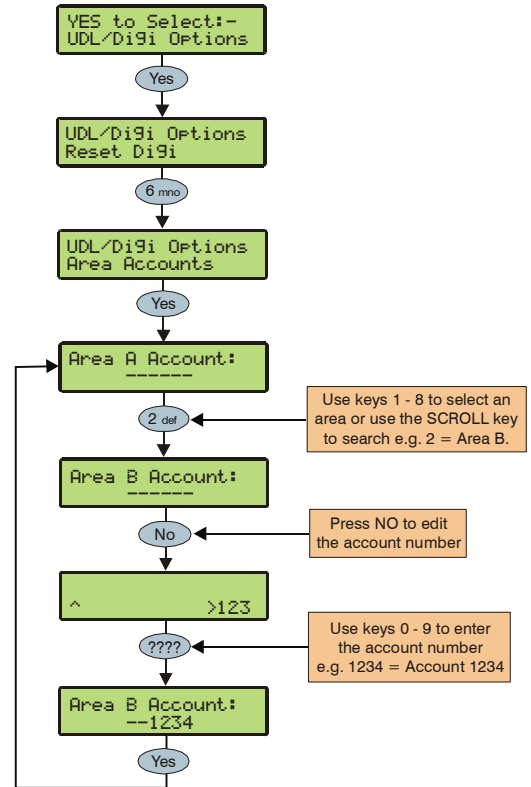 YES to Select:-
UDL/Digi Options
Yes
UDL/Digi Options
Reset Digi
6 mno
UDL/Digi Options
Area Accounts
Yes
Area A Account:
------
2 def
Use keys 1 - 8 to select an
area or use the SCROLL key
to search e.g. 2 = Area B.
Area B Account:
------
No
Press NO to edit
the account number
^ >123
????
Use keys 0 - 9 to enter
the account number
e.g. 1234 = Account 1234
Area B Account:
--1234
Yes